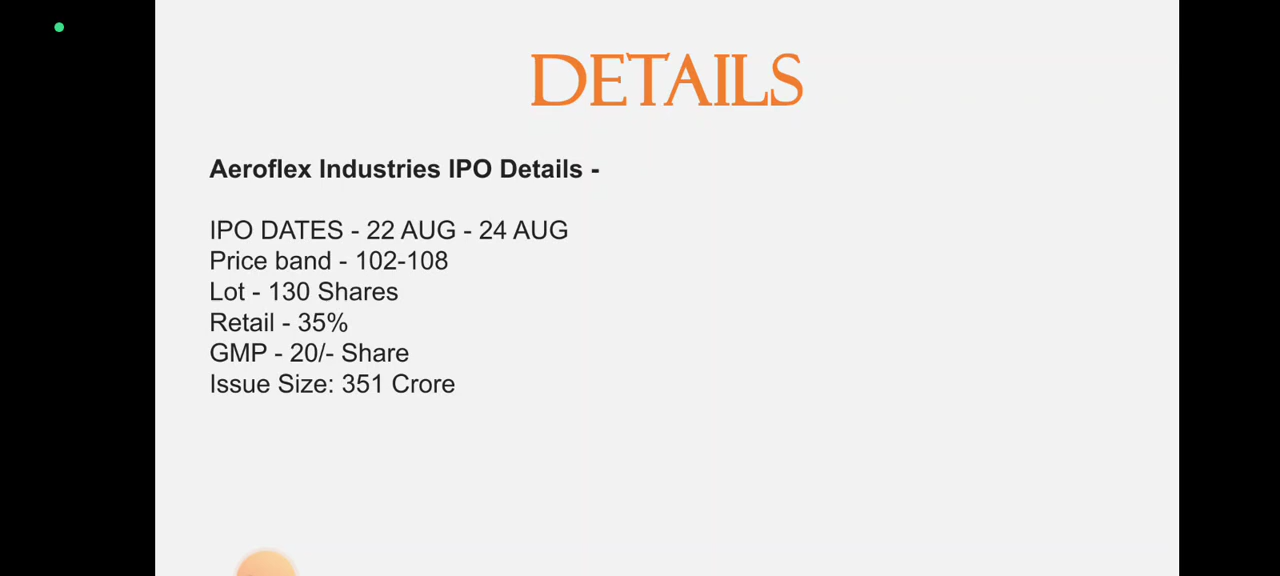 DETAILS
Aeroflex Industries IPO Details -
IPO DATES - 22 AUG - 24 AUG
Price band - 102-108
Lot - 130 Shares
Retail - 35%
GMP - 20/- Share
Issue Size: 351 Crore